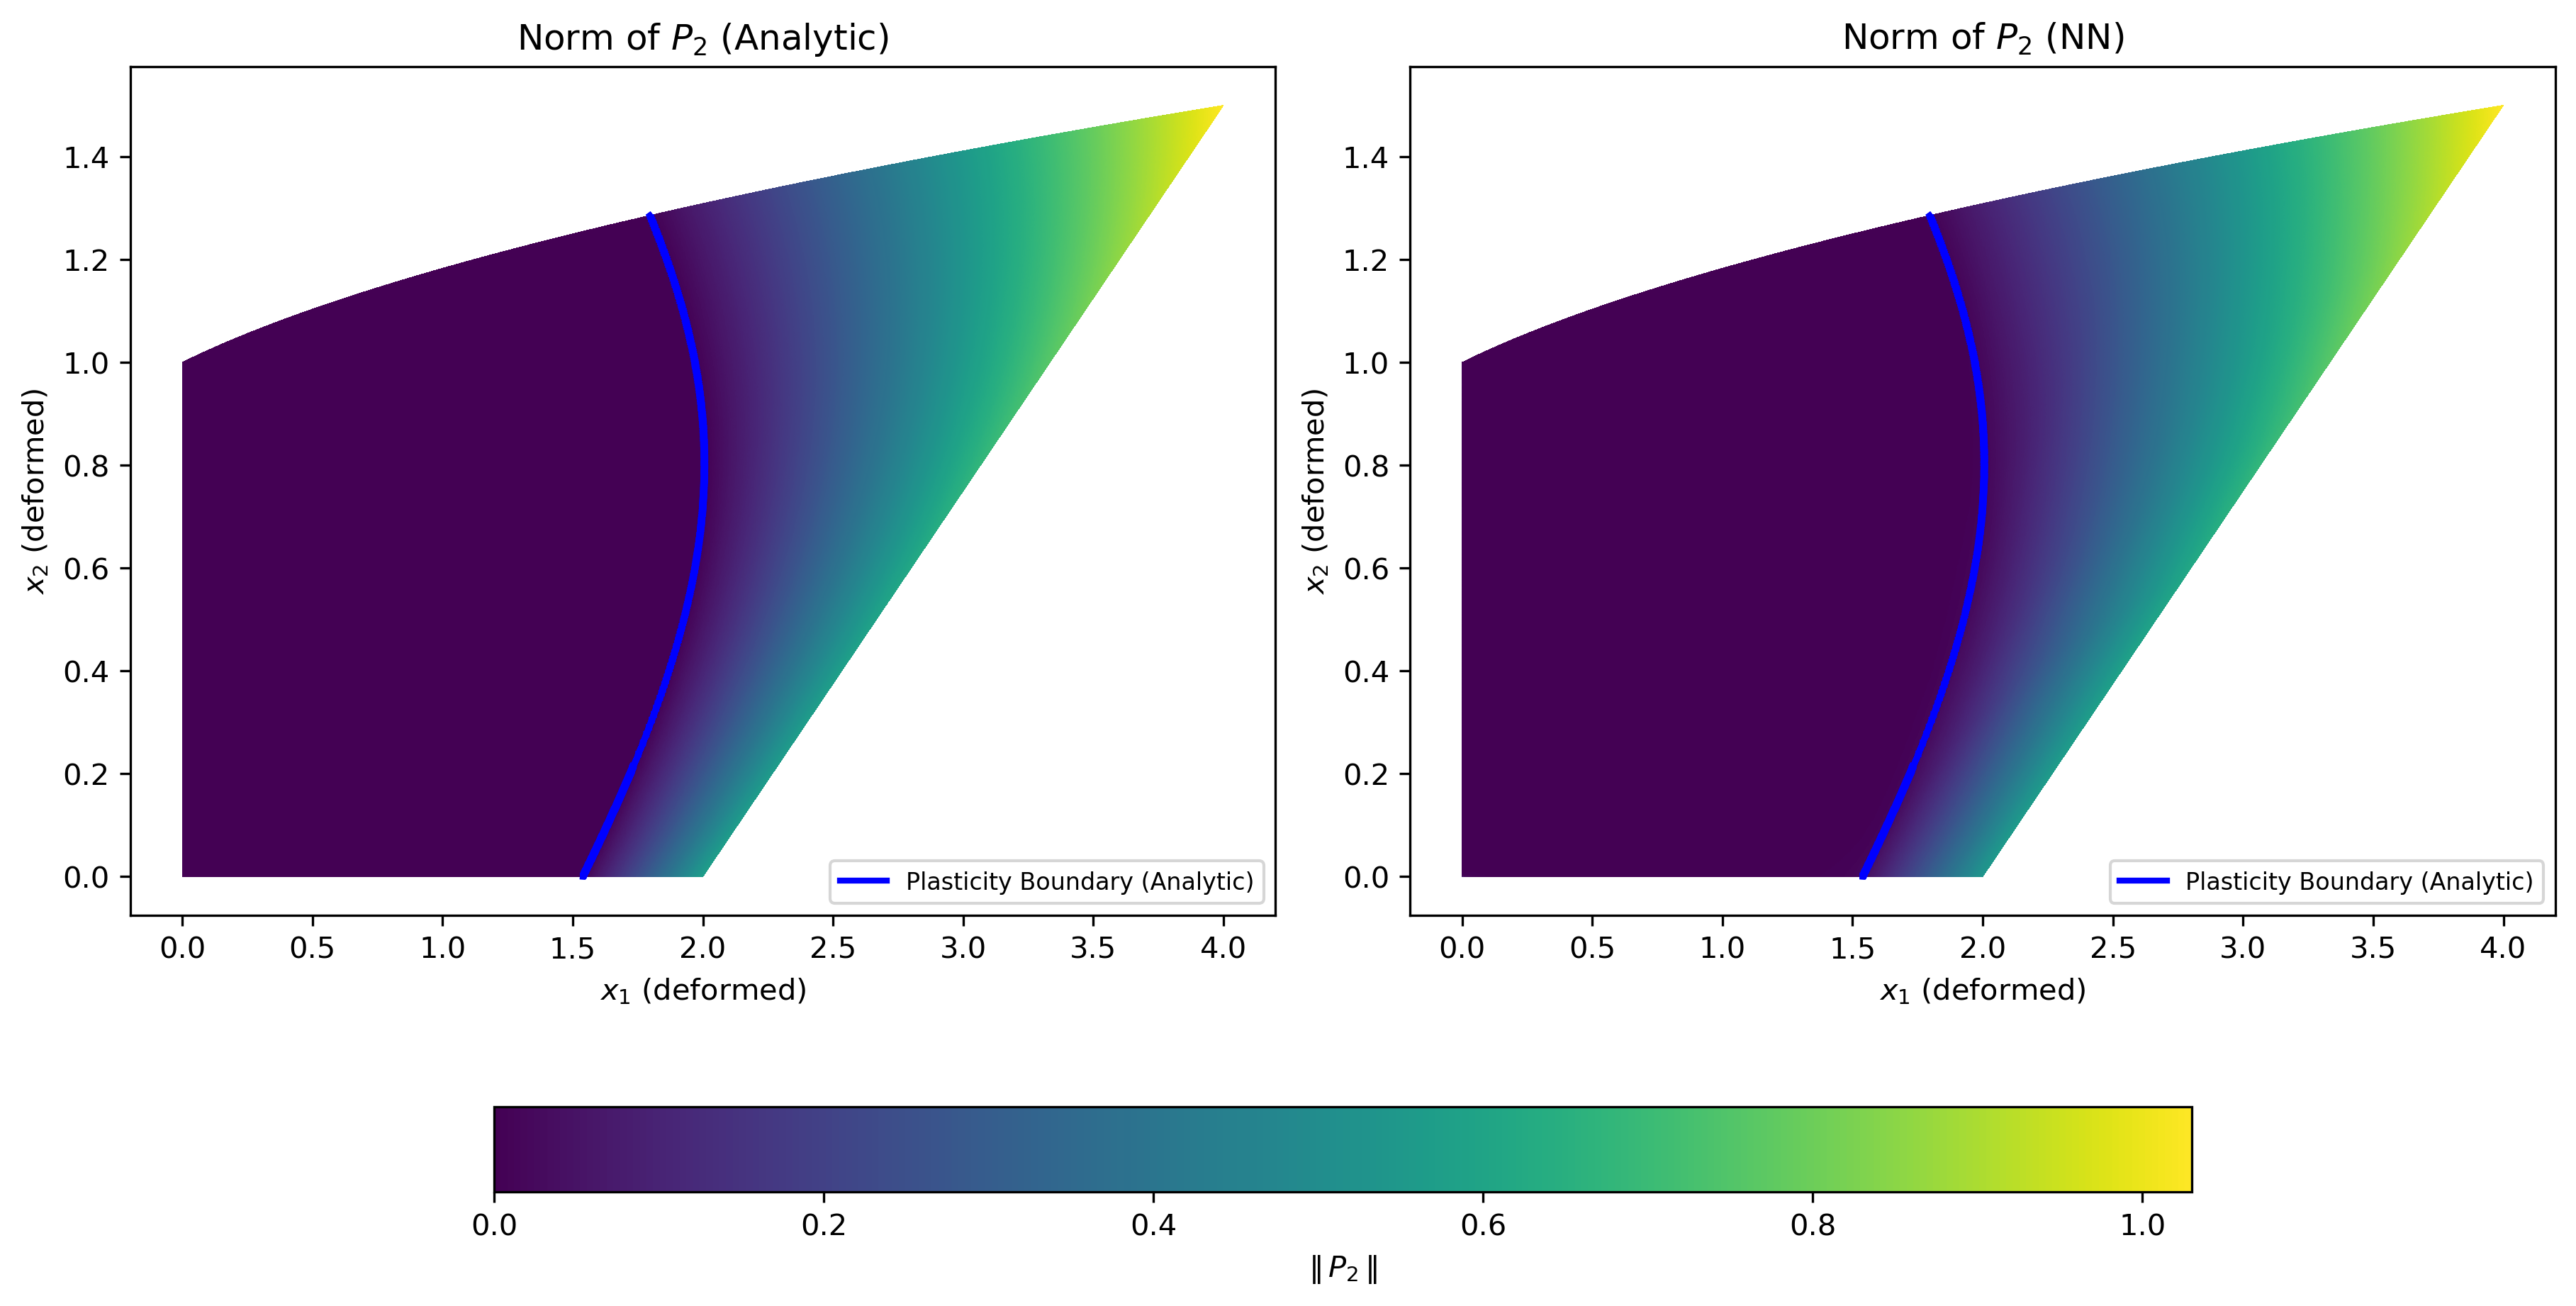 Norm of P₂ (Analytic)
1.4
1.2
1.0
0.8
0.6
0.4
0.2
0.0
x₂ (deformed)
Plasticity Boundary (Analytic)
0.0 0.5 1.0 1.5 2.0 2.5 3.0 3.5 4.0
x₁ (deformed)
Norm of P₂ (NN)
1.4
1.2
1.0
0.8
0.6
0.4
0.2
0.0
x₂ (deformed)
Plasticity Boundary (Analytic)
0.0 0.5 1.0 1.5 2.0 2.5 3.0 3.5 4.0
x₁ (deformed)
0.0 0.2 0.4 0.6 0.8 1.0
∥P₂∥